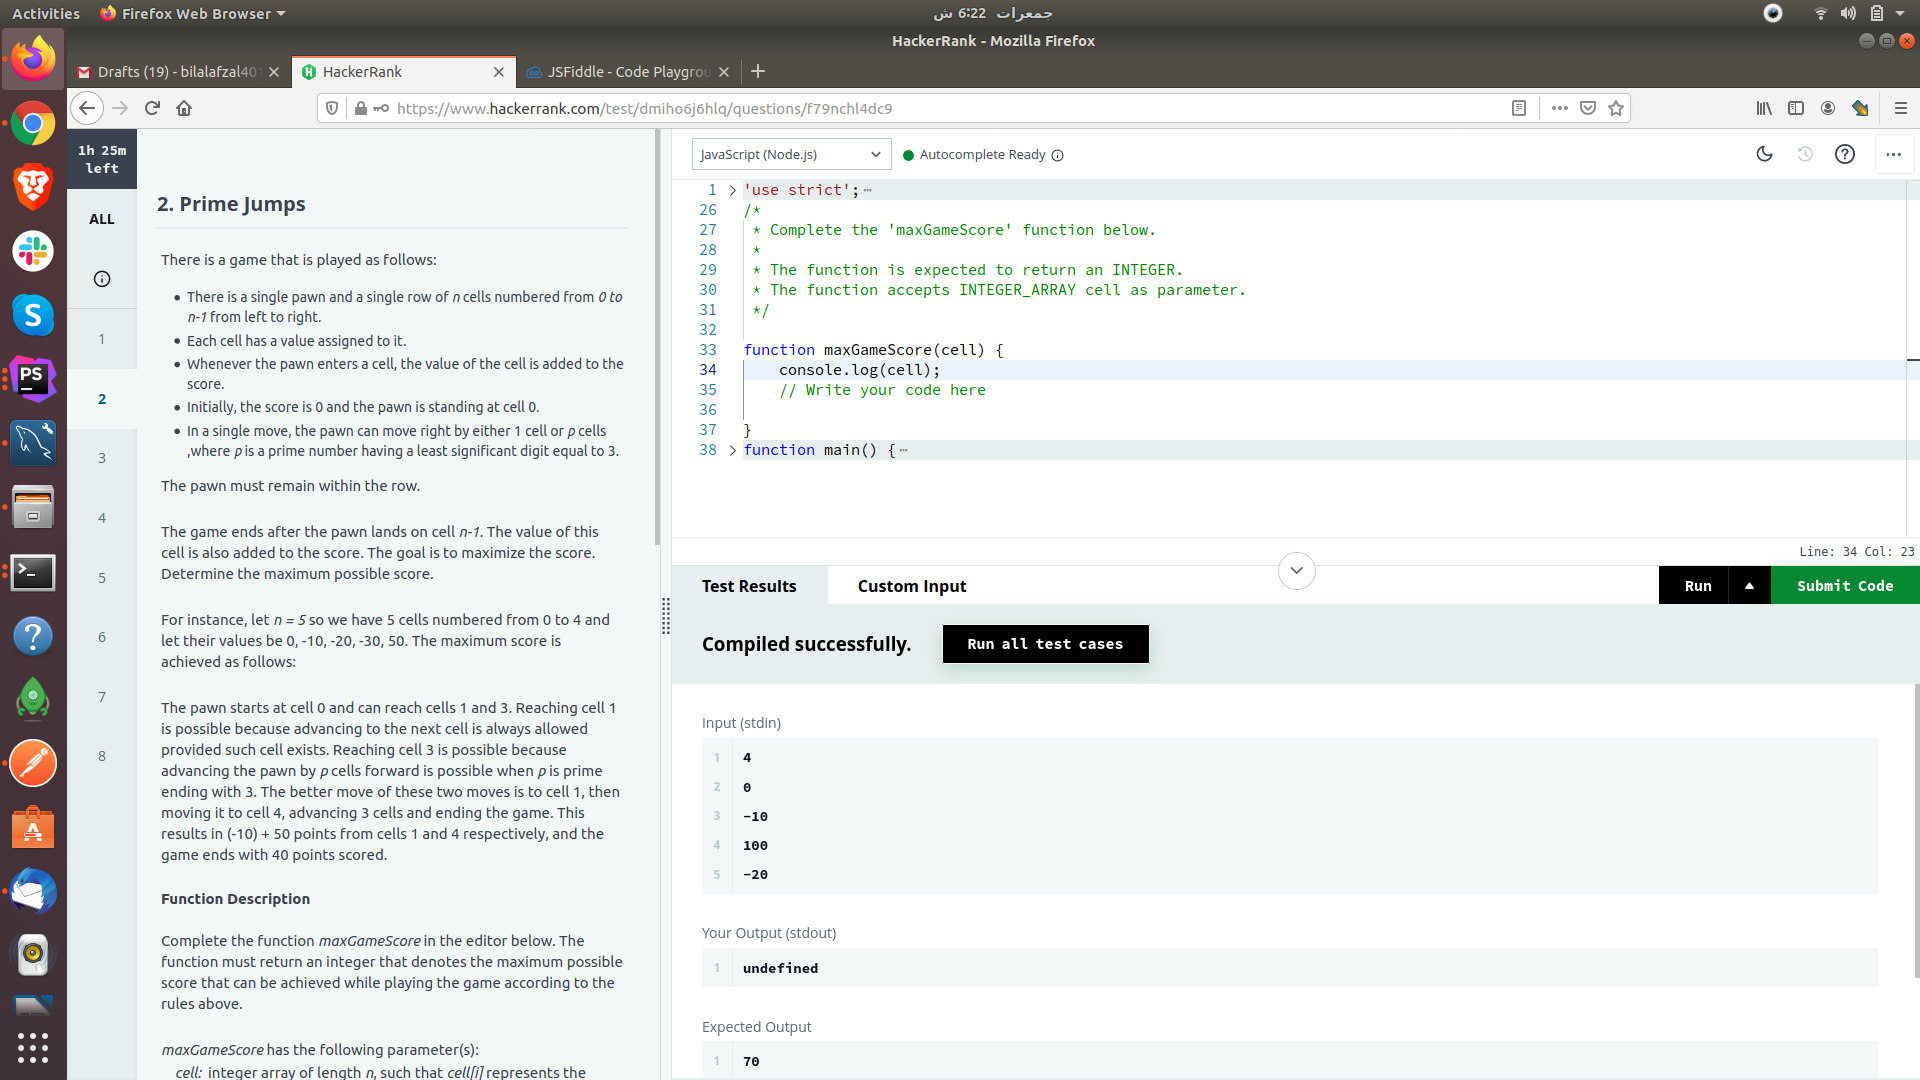 Activities
Firefox Web Browser
جمعرات 6:22 ش
HackerRank - Mozilla Firefox
Drafts (19) - bilalafzal401
HackerRank
JSFiddle - Code Playgrou
https://www.hackerrank.com/test/dmiho6j6hlq/questions/f79nchl4dc9
1h 25m
left
ALL
1
2
3
4
5
6
7
8
2. Prime Jumps
There is a game that is played as follows:
• There is a single pawn and a single row of n cells numbered from 0 to
n-1 from left to right.
• Each cell has a value assigned to it.
• Whenever the pawn enters a cell, the value of the cell is added to the
score.
• Initially, the score is 0 and the pawn is standing at cell 0.
• In a single move, the pawn can move right by either 1 cell or p cells
,where p is a prime number having a least significant digit equal to 3.
The pawn must remain within the row.
The game ends after the pawn lands on cell n-1. The value of this
cell is also added to the score. The goal is to maximize the score.
Determine the maximum possible score.
For instance, let n = 5 so we have 5 cells numbered from 0 to 4 and
let their values be 0, -10, -20, -30, 50. The maximum score is
achieved as follows:
The pawn starts at cell 0 and can reach cells 1 and 3. Reaching cell 1
is possible because advancing to the next cell is always allowed
provided such cell exists. Reaching cell 3 is possible because
advancing the pawn by p cells forward is possible when p is prime
ending with 3. The better move of these two moves is to cell 1, then
moving it to cell 4, advancing 3 cells and ending the game. This
results in (-10) + 50 points from cells 1 and 4 respectively, and the
game ends with 40 points scored.
Function Description
Complete the function maxGameScore in the editor below. The
function must return an integer that denotes the maximum possible
score that can be achieved while playing the game according to the
rules above.
maxGameScore has the following parameter(s):
cell: integer array of length n, such that cell[i] represents the
JavaScript (Node.js)
Autocomplete Ready
1 'use strict';
26 /*
27 * Complete the 'maxGameScore' function below.
28 *
29 * The function is expected to return an INTEGER.
30 * The function accepts INTEGER_ARRAY cell as parameter.
31 */
32
33 function maxGameScore(cell) {
34 console.log(cell);
35 // Write your code here
36
37 }
38 function main() {
Line: 34 Col: 23
Test Results
Custom Input
Run
Submit Code
Compiled successfully.
Run all test cases
Input (stdin)
1 4
2 0
3 -10
4 100
5 -20
Your Output (stdout)
1 undefined
Expected Output
1 70
PS